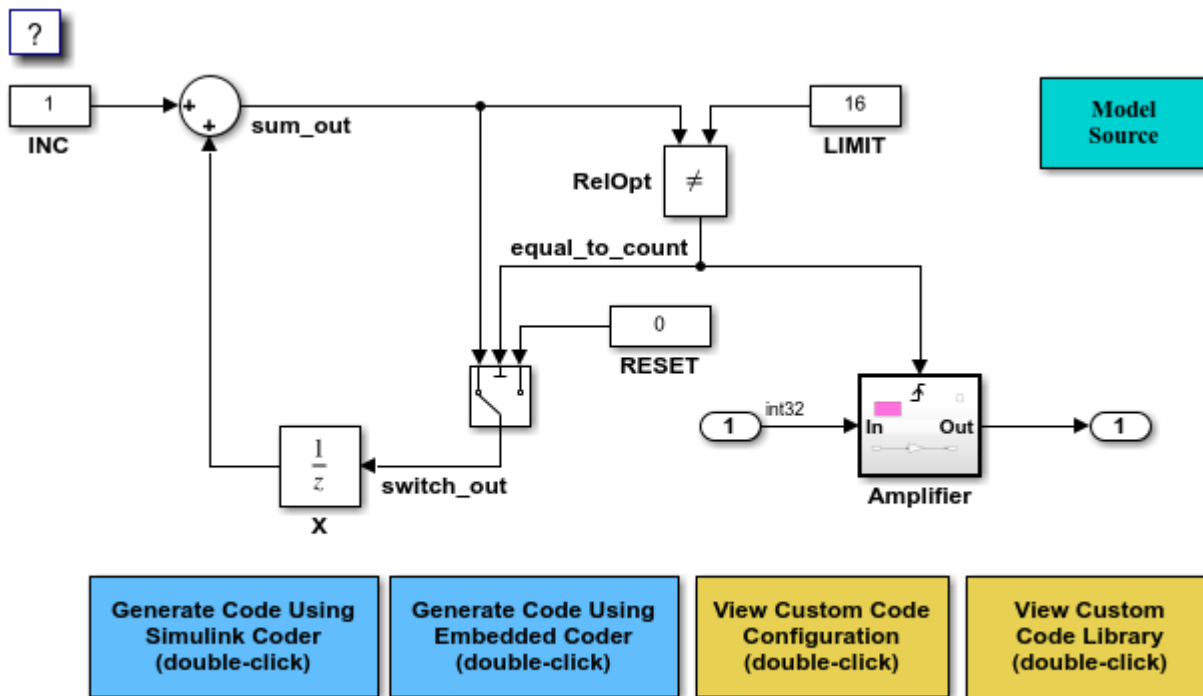 ?
1
INC
+
+
sum_out
16
LIMIT
Model
Source
RelOpt
≠
equal_to_count
0
RESET
1
z
X
switch_out
1
int32
In
Out
Amplifier
1
Generate Code Using
Simulink Coder
(double-click)
Generate Code Using
Embedded Coder
(double-click)
View Custom Code
Configuration
(double-click)
View Custom
Code Library
(double-click)